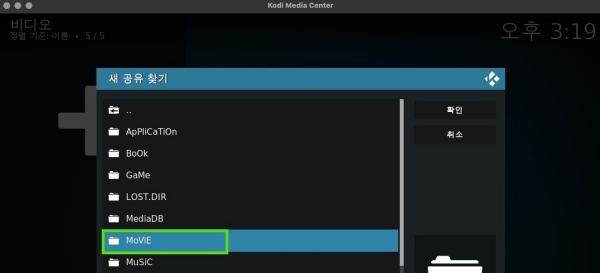 Kodi Media Center
비디오
정렬 기준: 이름 • 5 / 5
오후 3:19
새 공유 찾기
..
확인
ApPliCaTiOn
취소
BoOk
GaMe
LOST.DIR
MediaDB
MoViE
MuSiC